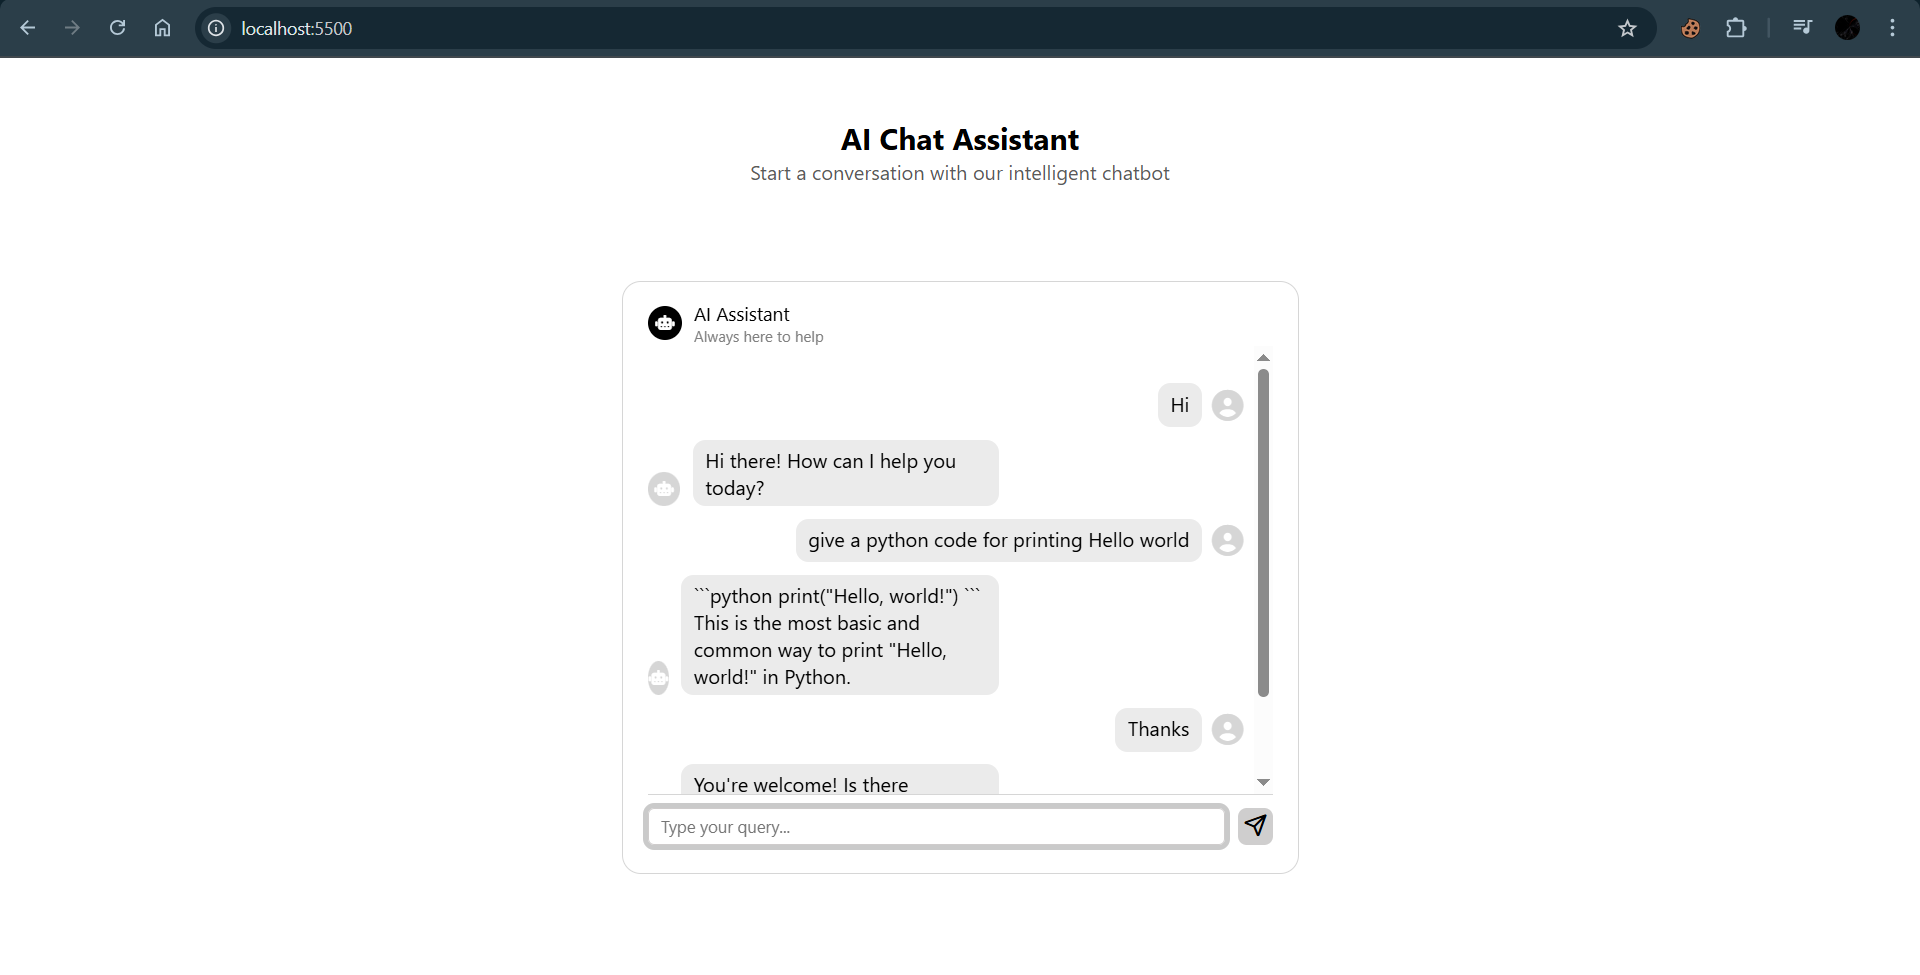 localhost:5500
AI Chat Assistant
Start a conversation with our intelligent chatbot
AI Assistant
Always here to help
Hi
Hi there! How can I help you
today?
give a python code for printing Hello world
```python print("Hello, world!") ```
This is the most basic and
common way to print "Hello,
world!" in Python.
Thanks
You're welcome! Is there
Type your query...